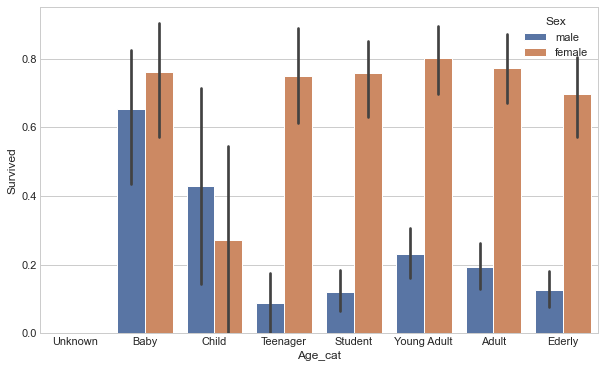 Sex
male
female
Survived
0.8
0.6
0.4
0.2
0.0
Unknown Baby Child Teenager Student Young Adult Adult Ederly
Age_cat